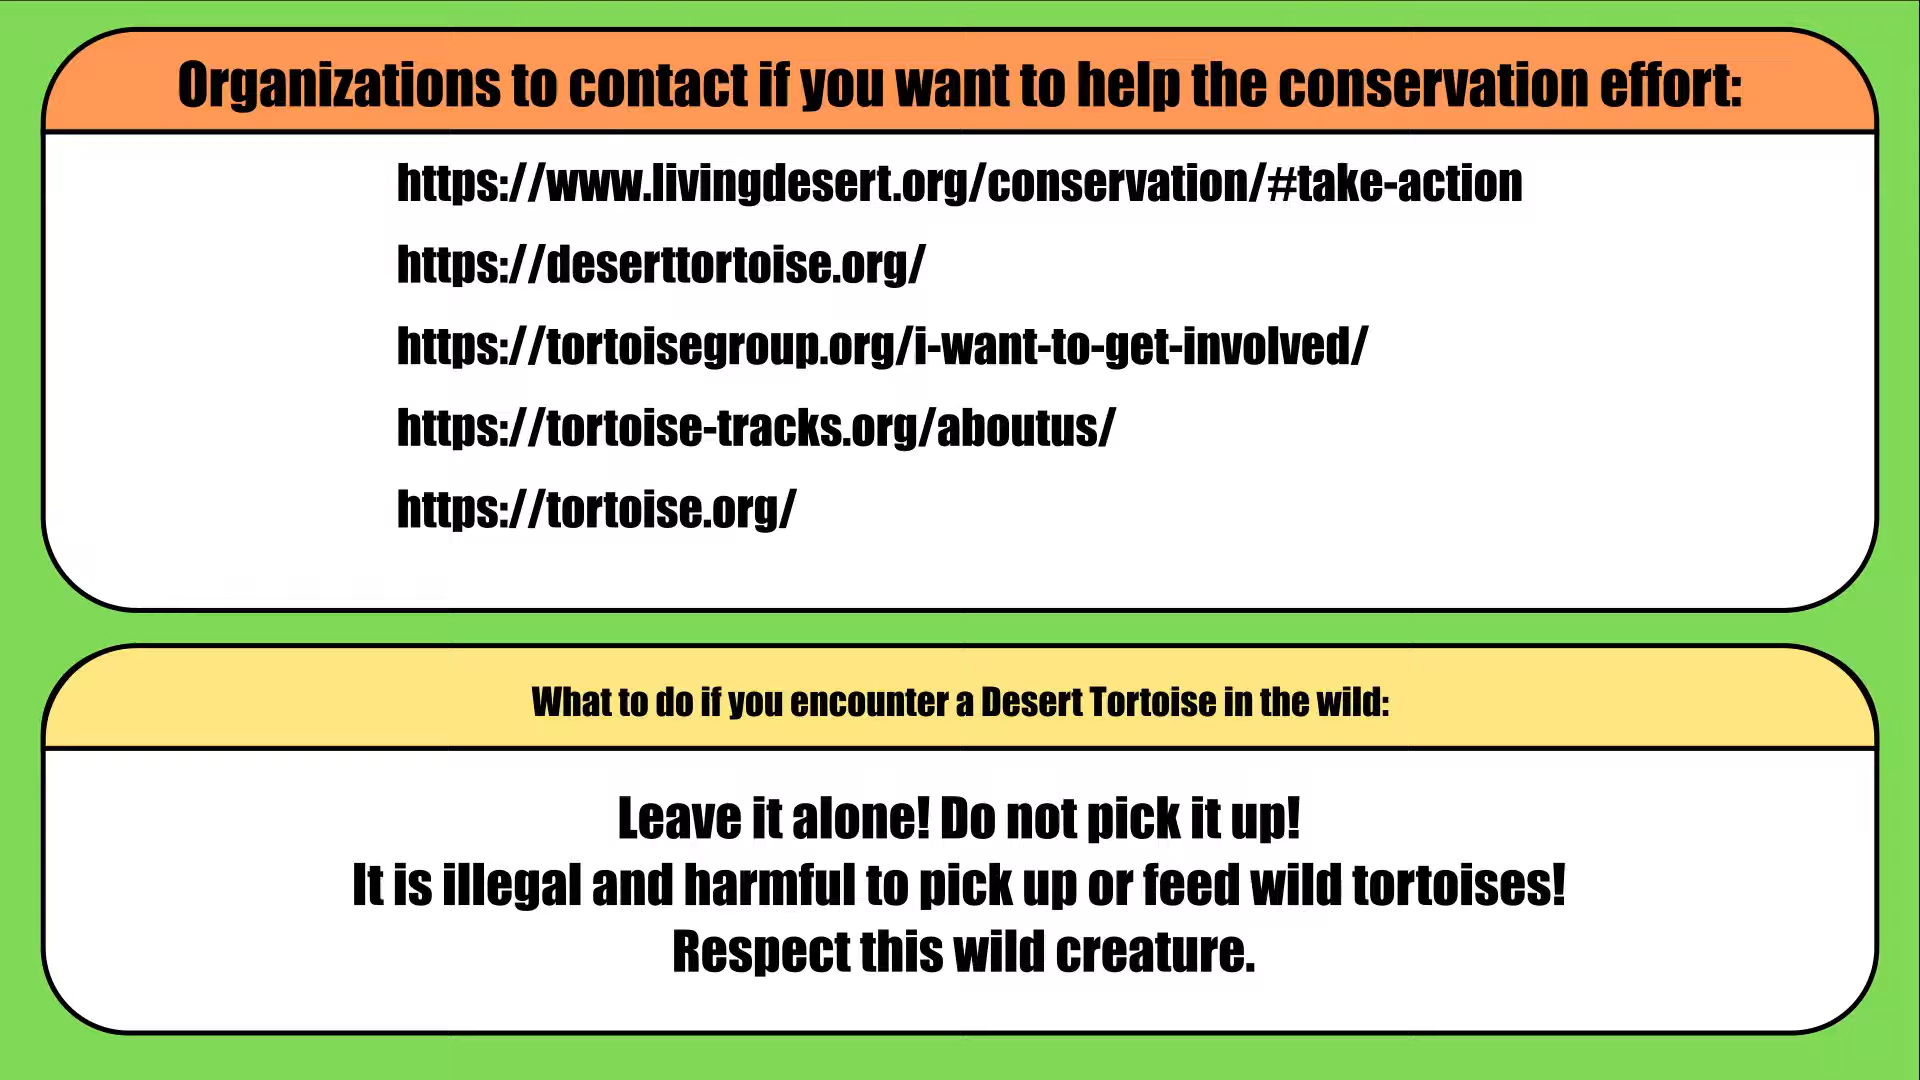 Organizations to contact if you want to help the conservation effort:
https://www.livingdesert.org/conservation/#take-action
https://deserttortoise.org/
https://tortoisegroup.org/i-want-to-get-involved/
https://tortoise-tracks.org/aboutus/
https://tortoise.org/
What to do if you encounter a Desert Tortoise in the wild:
Leave it alone! Do not pick it up!
It is illegal and harmful to pick up or feed wild tortoises!
Respect this wild creature.